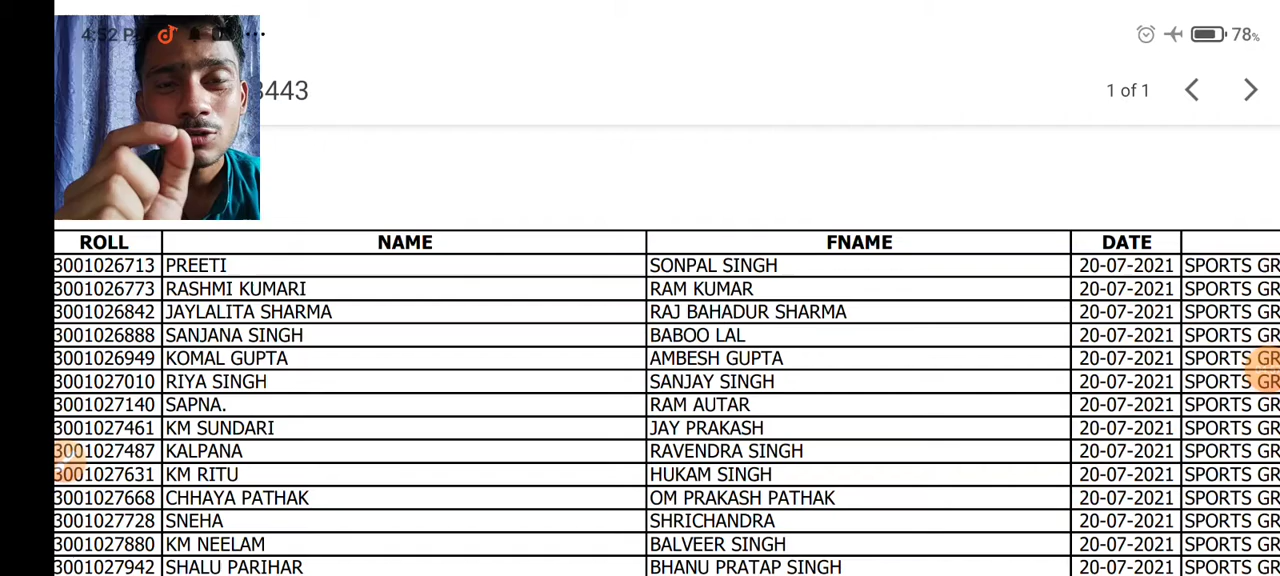 4:52 P
78%
3443
1 of 1
ROLL NAME FNAME DATE
3001026713 PREETI SONPAL SINGH 20-07-2021 SPORTS GR
3001026773 RASHMI KUMARI RAM KUMAR 20-07-2021 SPORTS GR
3001026842 JAYLALITA SHARMA RAJ BAHADUR SHARMA 20-07-2021 SPORTS GR
3001026888 SANJANA SINGH BABOO LAL 20-07-2021 SPORTS GR
3001026949 KOMAL GUPTA AMBESH GUPTA 20-07-2021 SPORTS GR
3001027010 RIYA SINGH SANJAY SINGH 20-07-2021 SPORTS GR
3001027140 SAPNA. RAM AUTAR 20-07-2021 SPORTS GR
3001027461 KM SUNDARI JAY PRAKASH 20-07-2021 SPORTS GR
3001027487 KALPANA RAVENDRA SINGH 20-07-2021 SPORTS GR
3001027631 KM RITU HUKAM SINGH 20-07-2021 SPORTS GR
3001027668 CHHAYA PATHAK OM PRAKASH PATHAK 20-07-2021 SPORTS GR
3001027728 SNEHA SHRICHANDRA 20-07-2021 SPORTS GR
3001027880 KM NEELAM BALVEER SINGH 20-07-2021 SPORTS GR
3001027942 SHALU PARIHAR BHANU PRATAP SINGH 20-07-2021 SPORTS GR